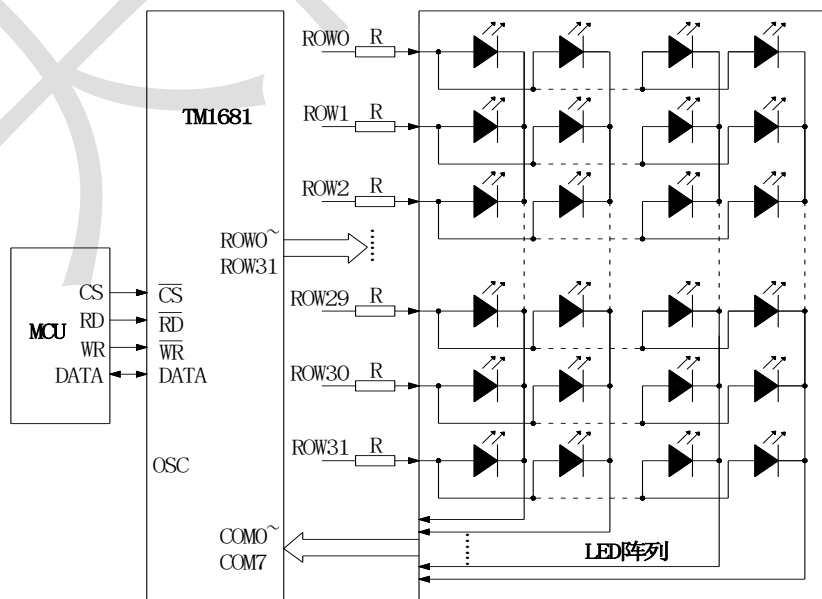 TM1681
MCU
CS
RD
WR
DATA
CS
RD
WR
DATA
OSC
ROW0~
ROW31
COM0~
COM7
ROW0 R
ROW1 R
ROW2 R
ROW29 R
ROW30 R
ROW31 R
LED阵列